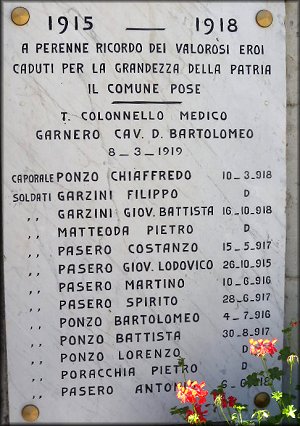 1915 — 1918
A PERENNE RICORDO DEI VALOROSI EROI
CADUTI PER LA GRANDEZZA DELLA PATRIA
IL COMUNE POSE
T. COLONNELLO MEDICO
GARNERO CAV. D. BARTOLOMEO
8 – 3 – 1919
CAPORALE PONZO CHIAFFREDO 10 – 3 – 918
SOLDATI GARZINI FILIPPO D
,, GARZINI GIOV. BATTISTA 16 – 10 – 918
,, MATTEODA PIETRO D
,, PASERO COSTANZO 15 – 5 – 917
,, PASERO GIOV. LODOVICO 26 – 10 – 915
,, PASERO MARTINO 10 – 6 – 916
,, PASERO SPIRITO 28 – 6 – 917
,, PONZO BARTOLOMEO 4 – 7 – 916
,, PONZO BATTISTA 30 – 8 – 917
,, PONZO LORENZO D
,, PORACCHIA PIETRO D
,, PASERO